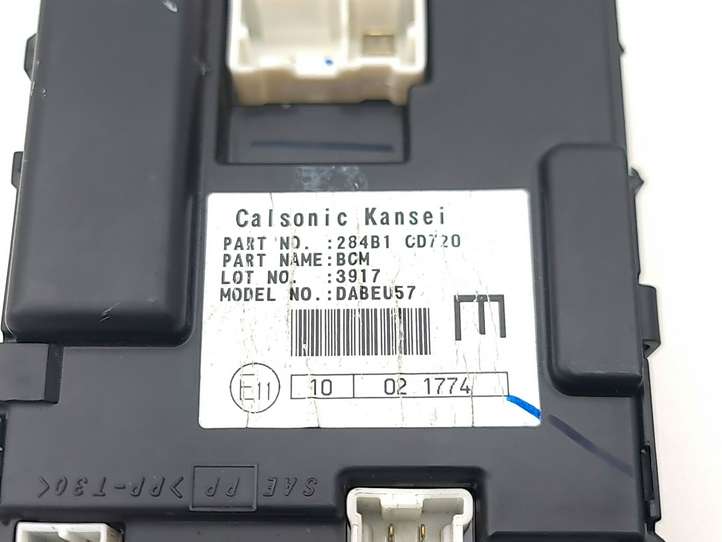 Calsonic Kansei
PART NO. :284B1 CD720
PART NAME:BCM
LOT NO. :3917
MODEL NO.:DABEU57
E
E11 10 02 1774
>PP-T30< PP SAE